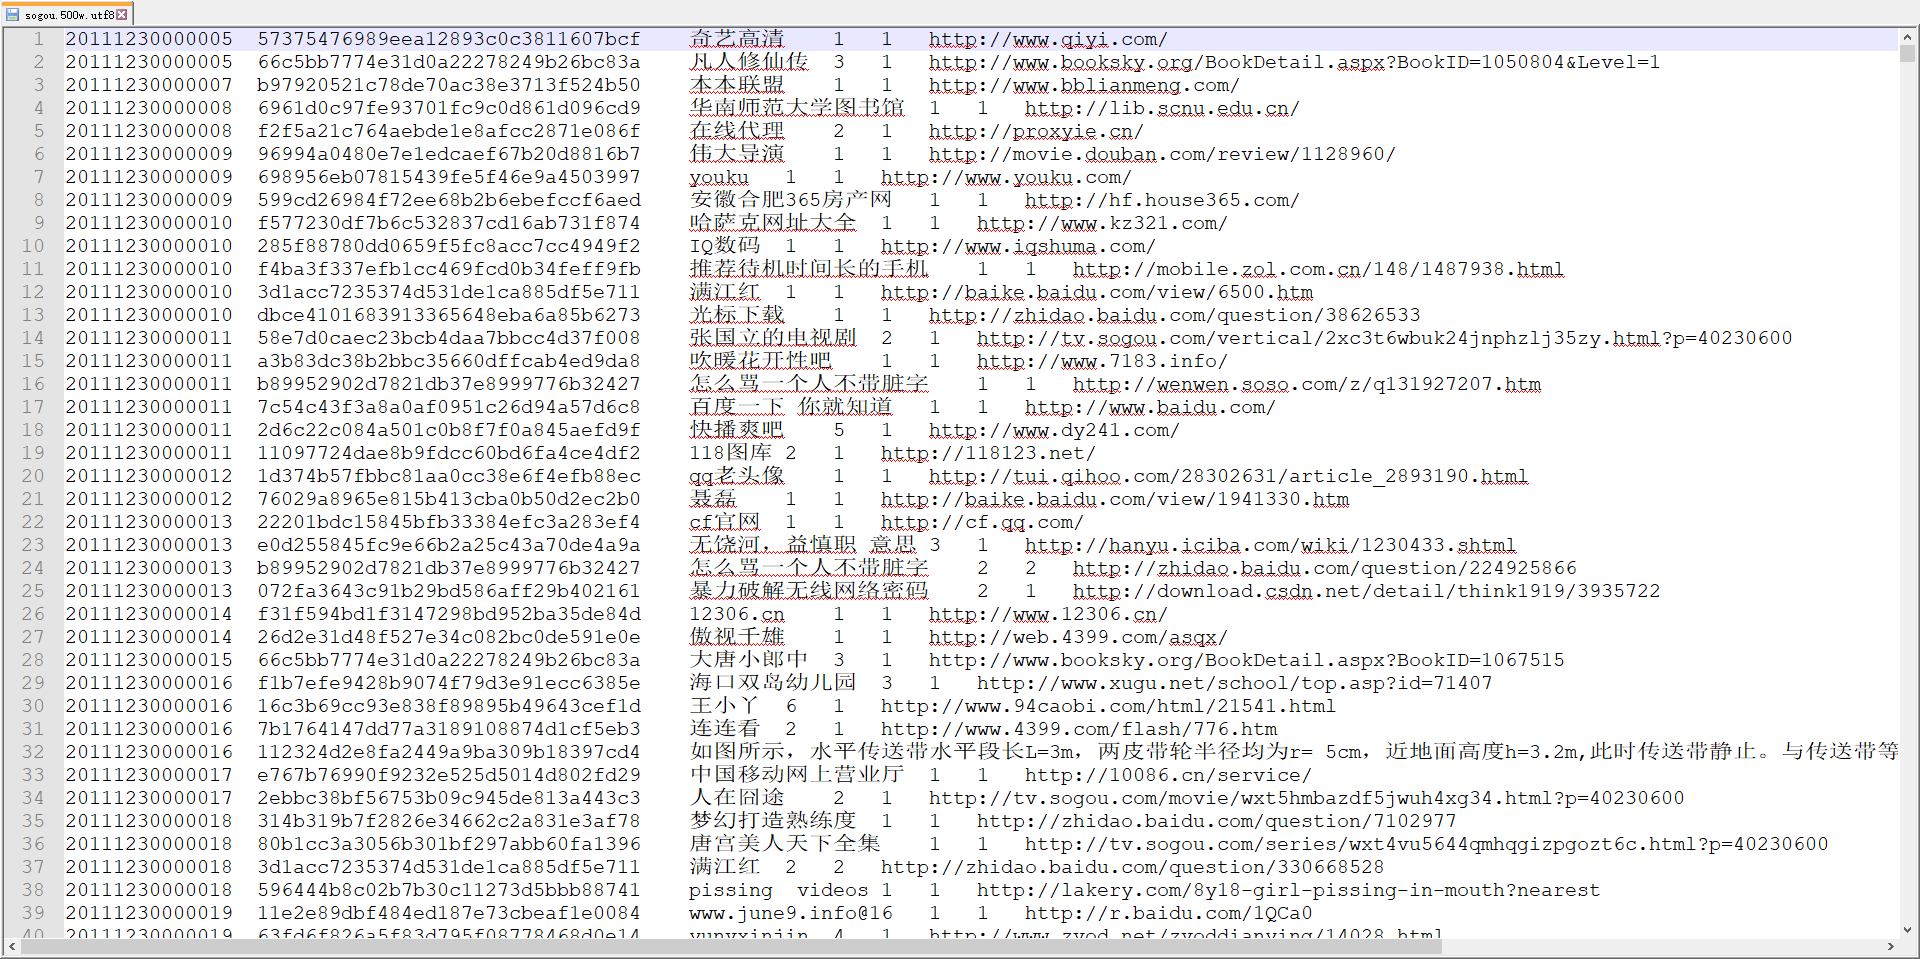 sogou.500w.utf8
1 20111230000005 57375476989eea12893c0c3811607bcf 奇艺高清 1 1 http://www.qiyi.com/
2 20111230000005 66c5bb7774e31d0a22278249b26bc83a 凡人修仙传 3 1 http://www.booksky.org/BookDetail.aspx?BookID=1050804&Level=1
3 20111230000007 b97920521c78de70ac38e3713f524b50 本本联盟 1 1 http://www.bblianmeng.com/
4 20111230000008 6961d0c97fe93701fc9c0d861d096cd9 华南师范大学图书馆 1 1 http://lib.scnu.edu.cn/
5 20111230000008 f2f5a21c764aebde1e8afcc2871e086f 在线代理 2 1 http://proxyie.cn/
6 20111230000009 96994a0480e7e1edcaef67b20d8816b7 伟大导演 1 1 http://movie.douban.com/review/1128960/
7 20111230000009 698956eb07815439fe5f46e9a4503997 youku 1 1 http://www.youku.com/
8 20111230000009 599cd26984f72ee68b2b6ebefccf6aed 安徽合肥365房产网 1 1 http://hf.house365.com/
9 20111230000010 f577230df7b6c532837cd16ab731f874 哈萨克网址大全 1 1 http://www.kz321.com/
10 20111230000010 285f88780dd0659f5fc8acc7cc4949f2 IQ数码 1 1 http://www.iqshuma.com/
11 20111230000010 f4ba3f337efb1cc469fcd0b34feff9fb 推荐待机时间长的手机 1 1 http://mobile.zol.com.cn/148/1487938.html
12 20111230000010 3d1acc7235374d531de1ca885df5e711 满江红 1 1 http://baike.baidu.com/view/6500.htm
13 20111230000010 dbce4101683913365648eba6a85b6273 光标下载 1 1 http://zhidao.baidu.com/question/38626533
14 20111230000011 58e7d0caec23bcb4daa7bbcc4d37f008 张国立的电视剧 2 1 http://tv.sogou.com/vertical/2xc3t6wbuk24jnphzlj35zy.html?p=40230600
15 20111230000011 a3b83dc38b2bbc35660dffcab4ed9da8 吹暖花开性吧 1 1 http://www.7183.info/
16 20111230000011 b89952902d7821db37e8999776b32427 怎么骂一个人不带脏字 1 1 http://wenwen.soso.com/z/q131927207.htm
17 20111230000011 7c54c43f3a8a0af0951c26d94a57d6c8 百度一下 你就知道 1 1 http://www.baidu.com/
18 20111230000011 2d6c22c084a501c0b8f7f0a845aefd9f 快播爽吧 5 1 http://www.dy241.com/
19 20111230000011 11097724dae8b9fdcc60bd6fa4ce4df2 118图库 2 1 http://118123.net/
20 20111230000012 1d374b57fbbc81aa0cc38e6f4efb88ec qq老头像 1 1 http://tui.qihoo.com/28302631/article_2893190.html
21 20111230000012 76029a8965e815b413cba0b50d2ec2b0 聂磊 1 1 http://baike.baidu.com/view/1941330.htm
22 20111230000013 22201bdc15845bfb33384efc3a283ef4 cf官网 1 1 http://cf.qq.com/
23 20111230000013 e0d255845fc9e66b2a25c43a70de4a9a 无饶河，益慎职 意思 3 1 http://hanyu.iciba.com/wiki/1230433.shtml
24 20111230000013 b89952902d7821db37e8999776b32427 怎么骂一个人不带脏字 2 2 http://zhidao.baidu.com/question/224925866
25 20111230000013 072fa3643c91b29bd586aff29b402161 暴力破解无线网络密码 2 1 http://download.csdn.net/detail/think1919/3935722
26 20111230000014 f31f594bd1f3147298bd952ba35de84d 12306.cn 1 1 http://www.12306.cn/
27 20111230000014 26d2e31d48f527e34c082bc0de591e0e 傲视千雄 1 1 http://web.4399.com/asqx/
28 20111230000015 66c5bb7774e31d0a22278249b26bc83a 大唐小郎中 3 1 http://www.booksky.org/BookDetail.aspx?BookID=1067515
29 20111230000016 f1b7efe9428b9074f79d3e91ecc6385e 海口双岛幼儿园 3 1 http://www.xugu.net/school/top.asp?id=71407
30 20111230000016 16c3b69cc93e838f89895b49643cef1d 王小丫 6 1 http://www.94caobi.com/html/21541.html
31 20111230000016 7b1764147dd77a3189108874d1cf5eb3 连连看 2 1 http://www.4399.com/flash/776.htm
32 20111230000016 112324d2e8fa2449a9ba309b18397cd4 如图所示，水平传送带水平段长L=3m，两皮带轮半径均为r= 5cm，近地面高度h=3.2m,此时传送带静止。与传送带等
33 20111230000017 e767b76990f9232e525d5014d802fd29 中国移动网上营业厅 1 1 http://10086.cn/service/
34 20111230000017 2ebbc38bf56753b09c945de813a443c3 人在囧途 2 1 http://tv.sogou.com/movie/wxt5hmbazdf5jwuh4xg34.html?p=40230600
35 20111230000018 314b319b7f2826e34662c2a831e3af78 梦幻打造熟练度 1 1 http://zhidao.baidu.com/question/7102977
36 20111230000018 80b1cc3a3056b301bf297abb60fa1396 唐宫美人天下全集 1 1 http://tv.sogou.com/series/wxt4vu5644qmhqgizpgozt6c.html?p=40230600
37 20111230000018 3d1acc7235374d531de1ca885df5e711 满江红 2 2 http://zhidao.baidu.com/question/330668528
38 20111230000018 596444b8c02b7b30c11273d5bbb88741 pissing videos 1 1 http://lakery.com/8y18-girl-pissing-in-mouth?nearest
39 20111230000019 11e2e89dbf484ed187e73cbeaf1e0084 www.june9.info@16 1 1 http://r.baidu.com/1QCa0
40 20111230000019 63fd6f826a5f83d795f08778468d0e14 yunvxinjin 4 1 http://www.zvod.net/zvoddianying/14028.html